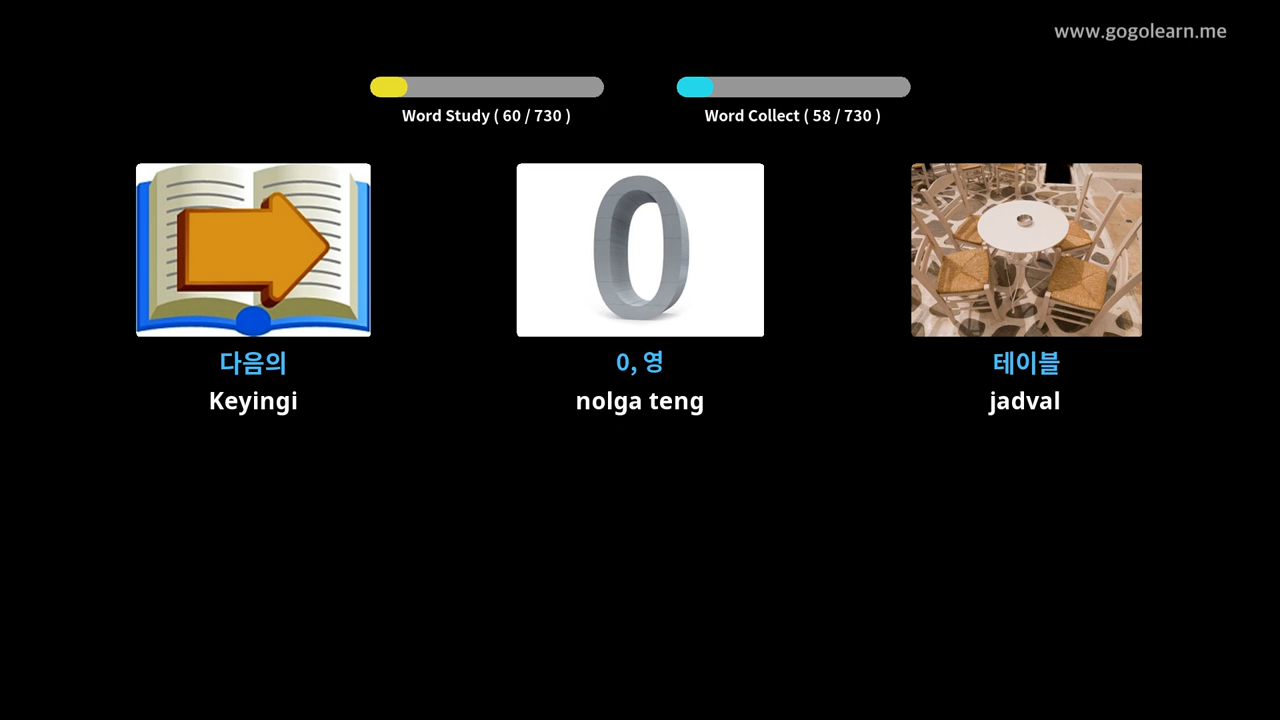 www.gogolearn.me
Word Study ( 60 / 730 )
Word Collect ( 58 / 730 )
다음의
Keyingi
0, 영
nolga teng
테이블
jadval